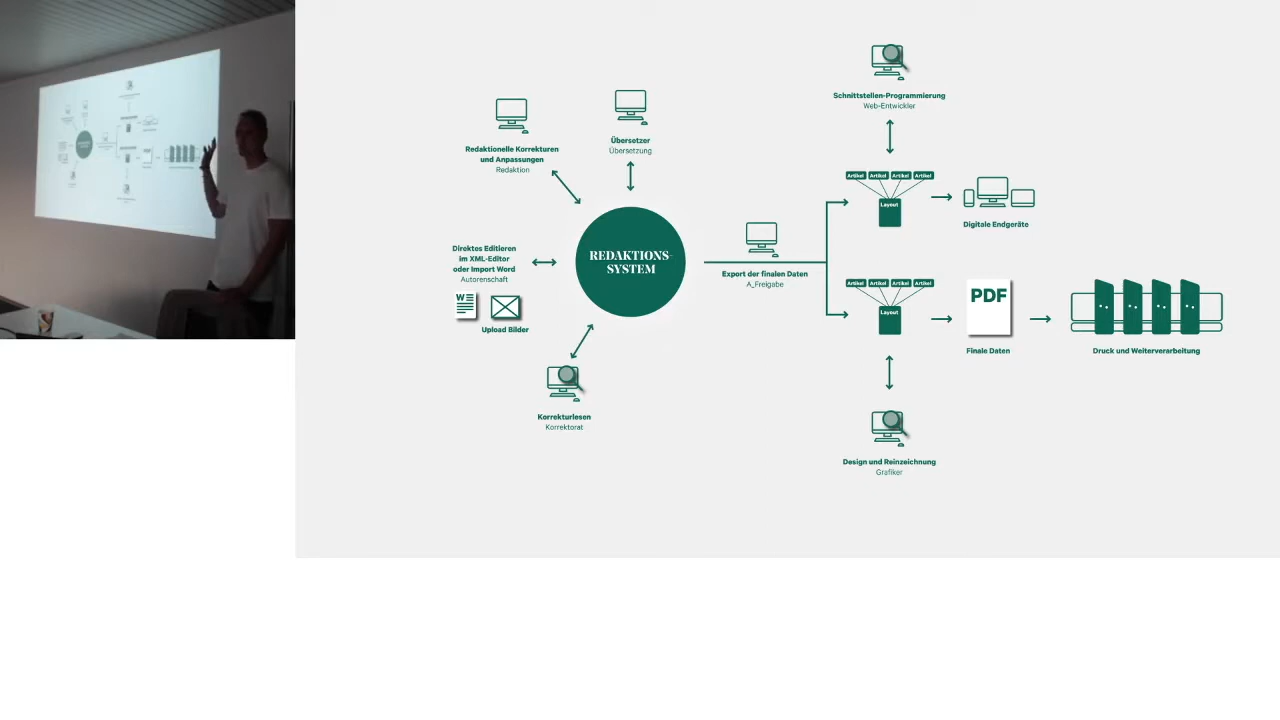 Redaktionelle Korrekturen
und Anpassungen
Redaktion
Übersetzer
Übersetzung
Direktes Editieren
im XML-Editor
oder Import Word
Autorenschaft
W
Upload Bilder
REDAKTIONS-
SYSTEM
Korrekturlesen
Korrektorat
Export der finalen Daten
A_Freigabe
Schnittstellen-Programmierung
Web-Entwickler
Artikel Artikel Artikel Artikel
Layout
Digitale Endgeräte
Artikel Artikel Artikel Artikel
Layout
PDF
Finale Daten
Druck und Weiterverarbeitung
Design und Reinzeichnung
Grafiker